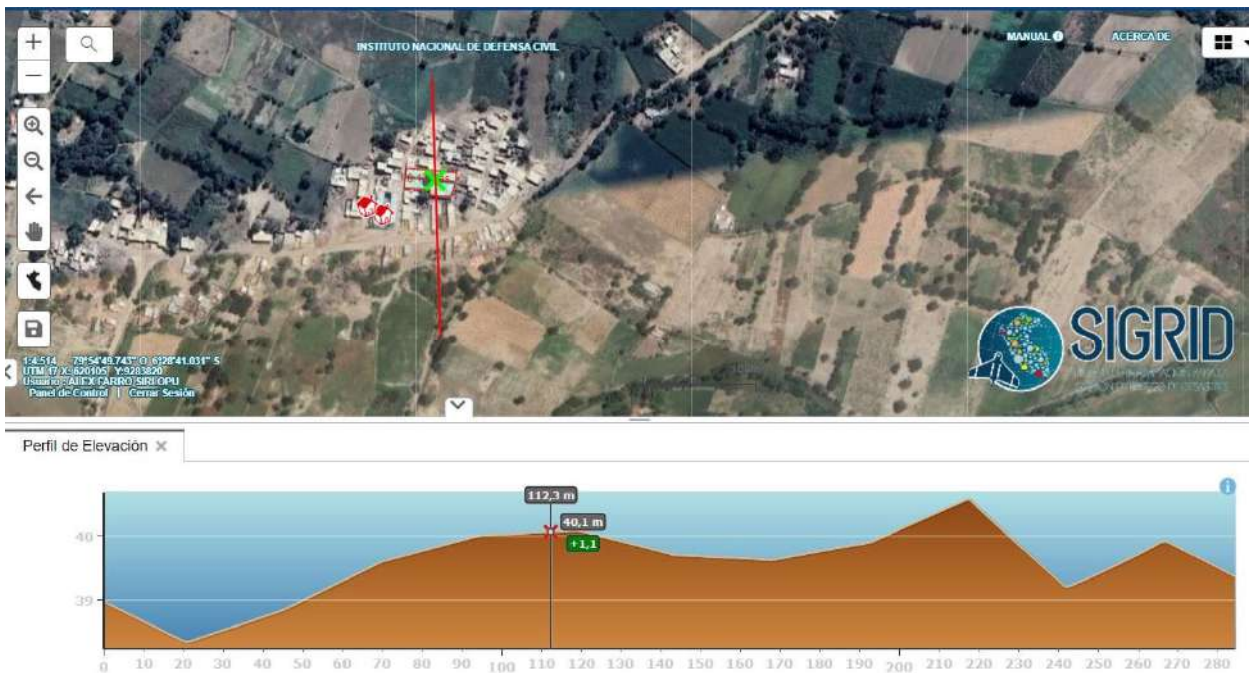 INSTITUTO NACIONAL DE DEFENSA CIVIL
MANUAL
ACERCA DE
SIGRID
1:4.514 79°54'49.743" O 6°28'41.031" S
UTM 17 X: 620105 Y:9283820
Usuario : ALEX FARRO SIRLOPU
Panel de Control | Cerrar Sesión
Perfil de Elevación
112,3 m
40,1 m
+1,1
40
39
0 10 20 30 40 50 60 70 80 90 100 110 120 130 140 150 160 170 180 190 200 210 220 230 240 250 260 270 280